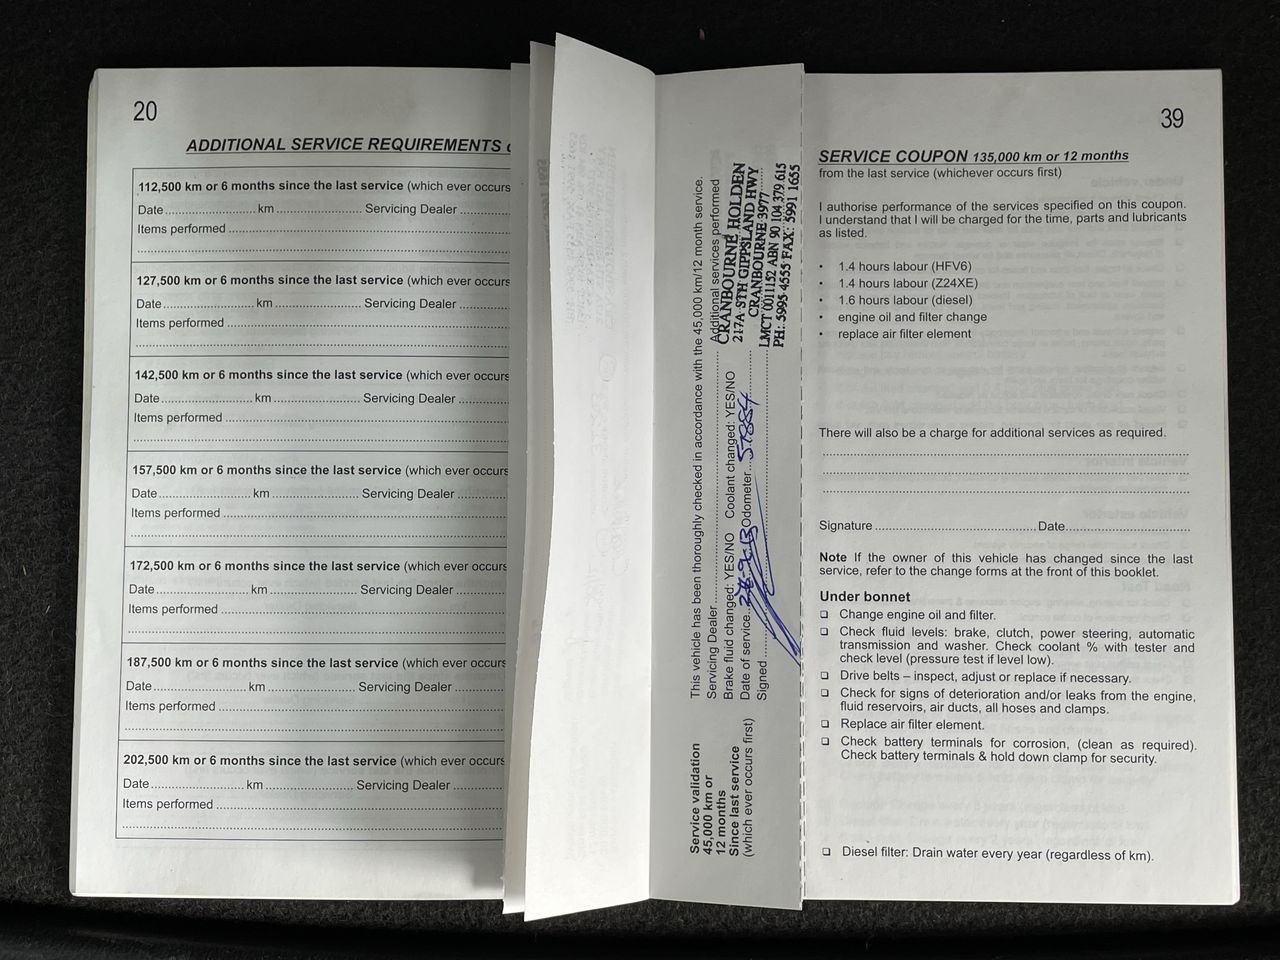 20
ADDITIONAL SERVICE REQUIREMENTS
112,500 km or 6 months since the last service (which ever occurs
Date.............................. km............................. Servicing Dealer
Items performed
127,500 km or 6 months since the last service (which ever occurs
Date.............................. km............................. Servicing Dealer
Items performed
142,500 km or 6 months since the last service (which ever occurs
Date.............................. km............................. Servicing Dealer
Items performed
157,500 km or 6 months since the last service (which ever occurs
Date.............................. km............................. Servicing Dealer
Items performed
172,500 km or 6 months since the last service (which ever occurs
Date.............................. km............................. Servicing Dealer
Items performed
187,500 km or 6 months since the last service (which ever occurs
Date.............................. km............................. Servicing Dealer
Items performed
202,500 km or 6 months since the last service (which ever occurs
Date.............................. km............................. Servicing Dealer
Items performed
Service validation
45,000 km or
12 months
Since last service
(which ever occurs first)
This vehicle has been thoroughly checked in accordance with the 45,000 km/12 month service.
Servicing Dealer.............................. Additional services performed
Brake fluid changed: YES/NO Coolant changed: YES/NO
Date of service Odometer
Signed
CRANBOURNE HOLDEN
217A STH GIPPSLAND HWY
CRANBOURNE 3977
LMCT 0011152 ABN 90 104 379 615
PH: 5995 4555 FAX: 5991 1655
39
SERVICE COUPON 135,000 km or 12 months
from the last service (whichever occurs first)
I authorise performance of the services specified on this coupon.
I understand that I will be charged for the time, parts and lubricants
as listed.
• 1.4 hours labour (HFV6)
• 1.4 hours labour (Z24XE)
• 1.6 hours labour (diesel)
• engine oil and filter change
• replace air filter element
There will also be a charge for additional services as required.
Signature.............................. Date..............................
Note If the owner of this vehicle has changed since the last
service, refer to the change forms at the front of this booklet.
Under bonnet
❑ Change engine oil and filter.
❑ Check fluid levels: brake, clutch, power steering, automatic
transmission and washer. Check coolant % with tester and
check level (pressure test if level low).
❑ Drive belts – inspect, adjust or replace if necessary.
❑ Check for signs of deterioration and/or leaks from the engine,
fluid reservoirs, air ducts, all hoses and clamps.
❑ Replace air filter element.
❑ Check battery terminals for corrosion, (clean as required).
Check battery terminals & hold down clamp for security.
❑ Diesel filter: Drain water every year (regardless of km).